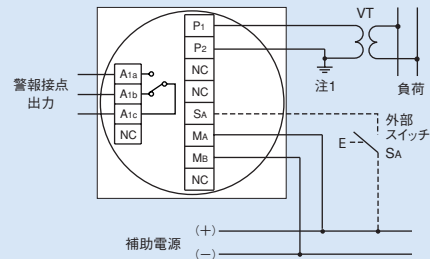 VT
P1
P2
NC
NC
SA
MA
MB
NC
A1a
A1b
A1c
NC
警報接点
出力
注1
負荷
外部
スイッチ
SA
E
補助電源
(+)
(−)